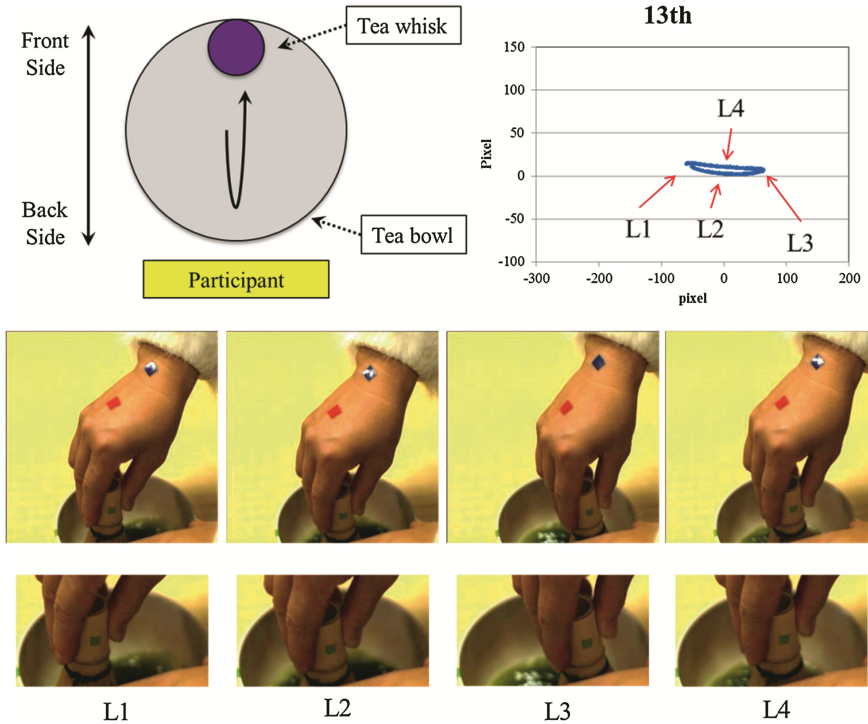 Front
Side
Back
Side
Tea whisk
Tea bowl
Participant
13th
Pixel
150
100
50
0
-50
-100
-300
-200
-100
0
100
200
pixel
L4
L1
L2
L3
L1
L2
L3
L4